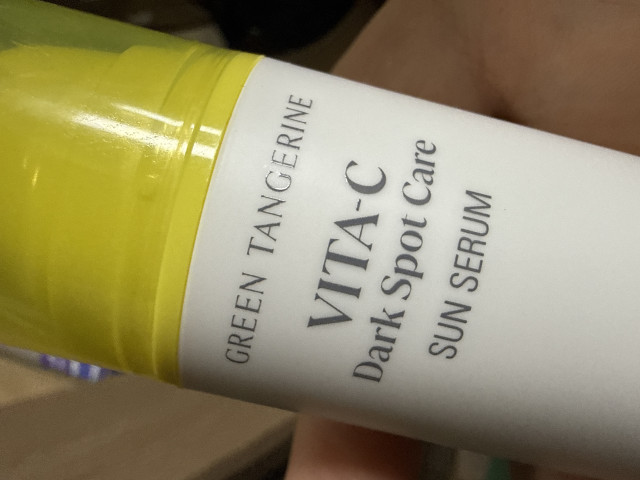 GREEN TANGERINE
VITA-C
Dark Spot Care
SUN SERUM